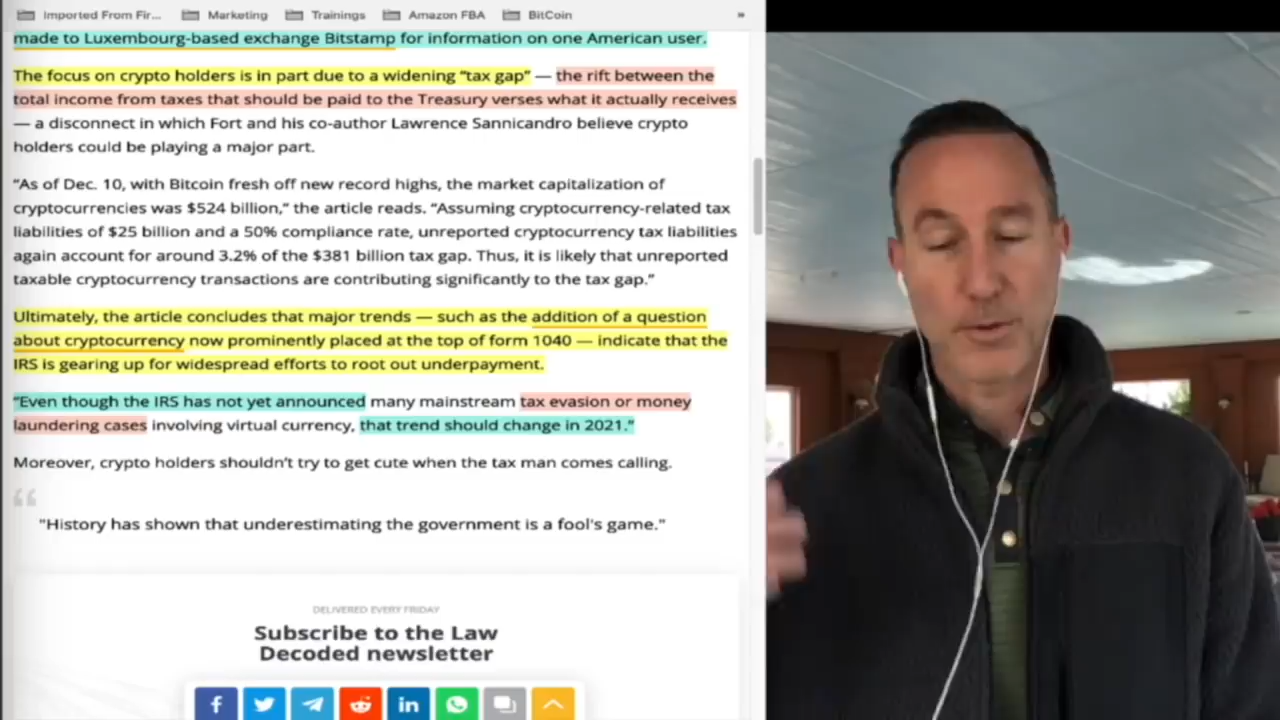 Imported From Fir... Marketing Trainings Amazon FBA BitCoin »
made to Luxembourg-based exchange Bitstamp for information on one American user.
The focus on crypto holders is in part due to a widening “tax gap” — the rift between the
total income from taxes that should be paid to the Treasury verses what it actually receives
— a disconnect in which Fort and his co-author Lawrence Sannicandro believe crypto
holders could be playing a major part.
“As of Dec. 10, with Bitcoin fresh off new record highs, the market capitalization of
cryptocurrencies was $524 billion,” the article reads. “Assuming cryptocurrency-related tax
liabilities of $25 billion and a 50% compliance rate, unreported cryptocurrency tax liabilities
again account for around 3.2% of the $381 billion tax gap. Thus, it is likely that unreported
taxable cryptocurrency transactions are contributing significantly to the tax gap.”
Ultimately, the article concludes that major trends — such as the addition of a question
about cryptocurrency now prominently placed at the top of form 1040 — indicate that the
IRS is gearing up for widespread efforts to root out underpayment.
“Even though the IRS has not yet announced many mainstream tax evasion or money
laundering cases involving virtual currency, that trend should change in 2021.”
Moreover, crypto holders shouldn’t try to get cute when the tax man comes calling.
“
"History has shown that underestimating the government is a fool's game."
DELIVERED EVERY FRIDAY
Subscribe to the Law
Decoded newsletter